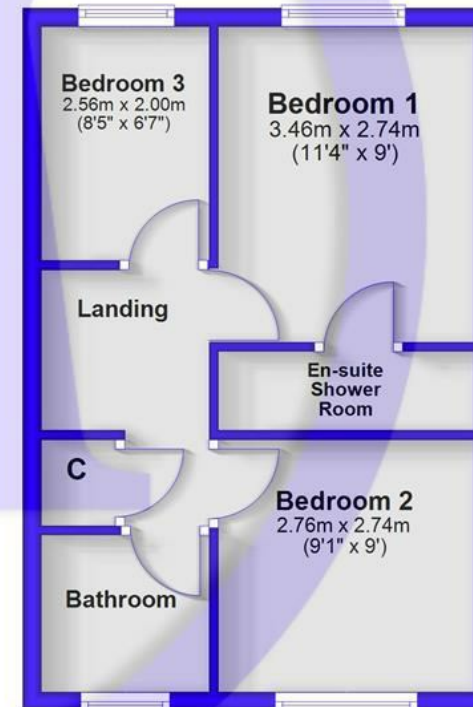 Bedroom 3
2.56m x 2.00m
(8'5" x 6'7")
Bedroom 1
3.46m x 2.74m
(11'4" x 9')
Landing
En-suite
Shower
Room
C
Bedroom 2
2.76m x 2.74m
(9'1" x 9')
Bathroom